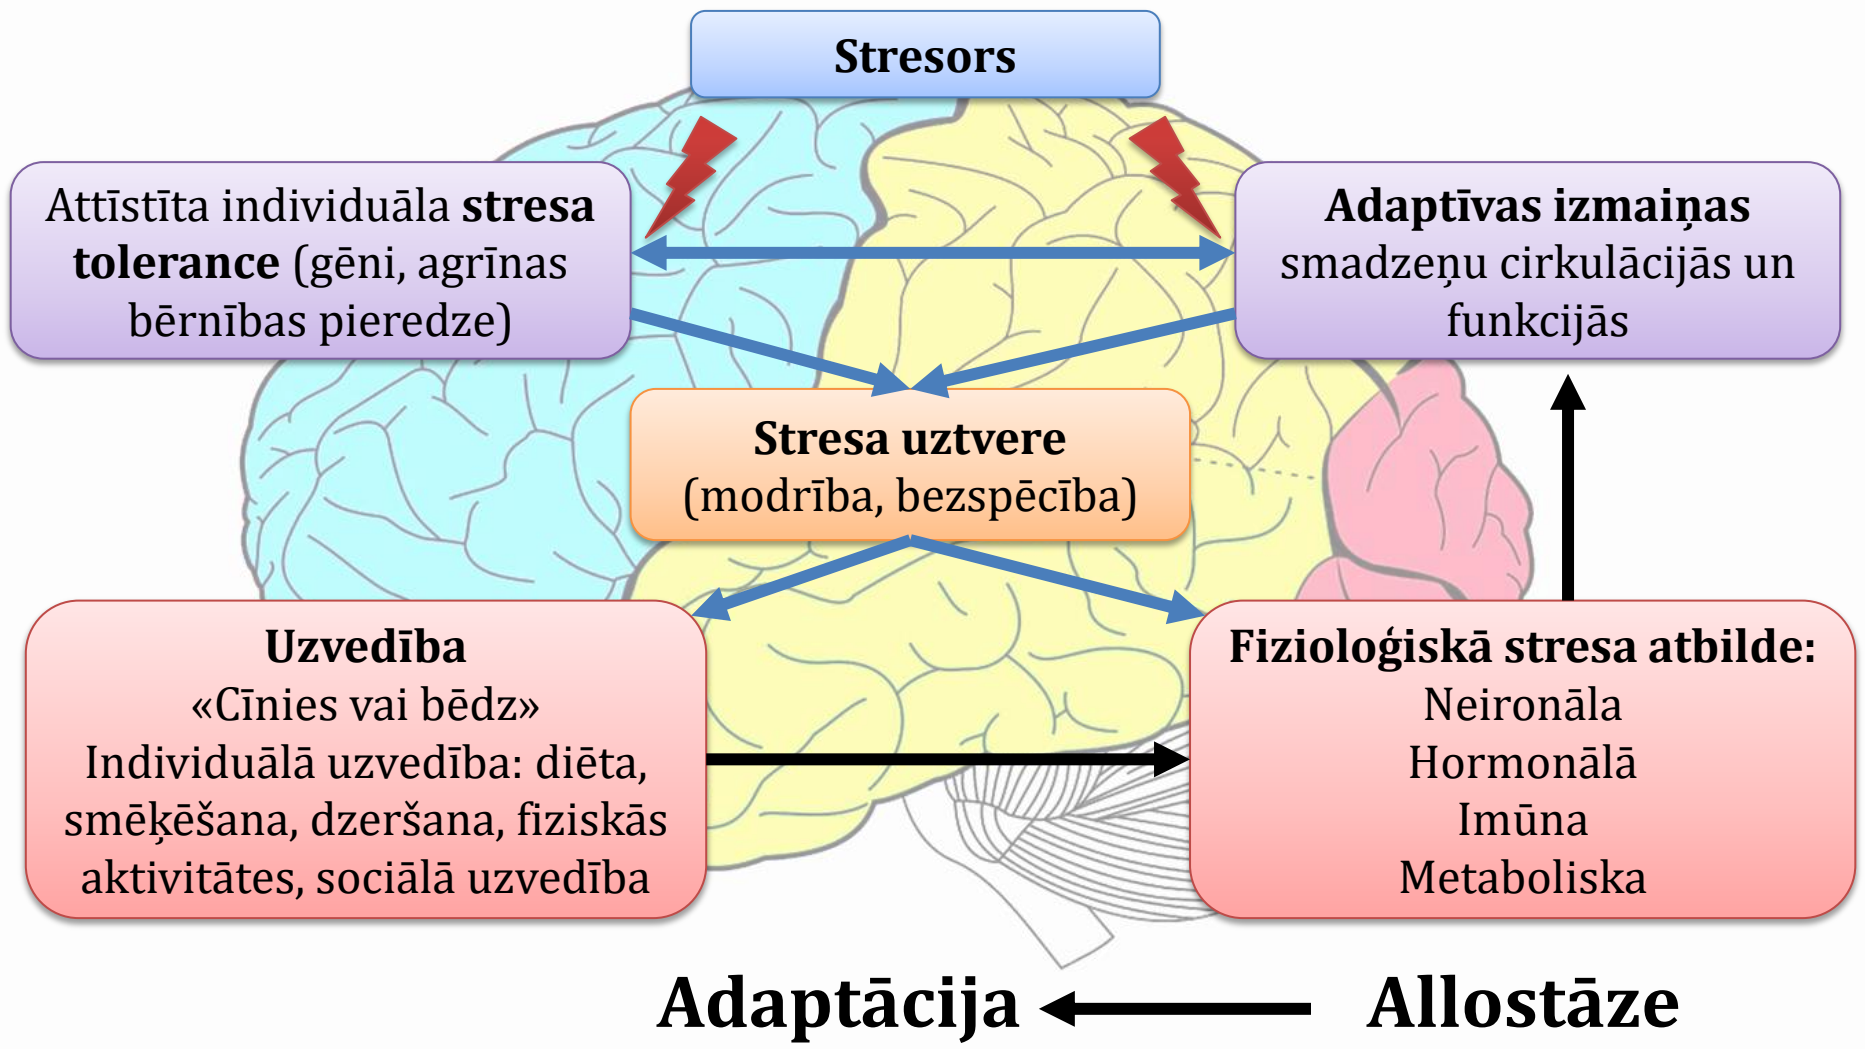 Stresors
Attīstīta individuāla stresa
tolerance (gēni, agrīnas
bērnības pieredze)
Adaptīvas izmaiņas
smadzeņu cirkulācijās un
funkcijās
Stresa uztvere
(modrība, bezspēcība)
Uzvedība
«Cīnies vai bēdz»
Individuālā uzvedība: diēta,
smēķēšana, dzeršana, fiziskās
aktivitātes, sociālā uzvedība
Fizioloģiskā stresa atbilde:
Neironāla
Hormonālā
Imūna
Metaboliska
Adaptācija
Allostāze